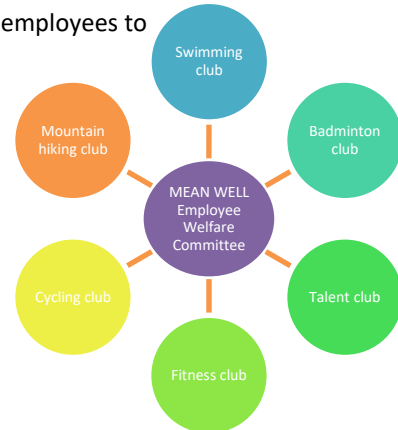 employees to
Swimming
club
Mountain
hiking club
Badminton
club
MEAN WELL
Employee
Welfare
Committee
Cycling club
Talent club
Fitness club